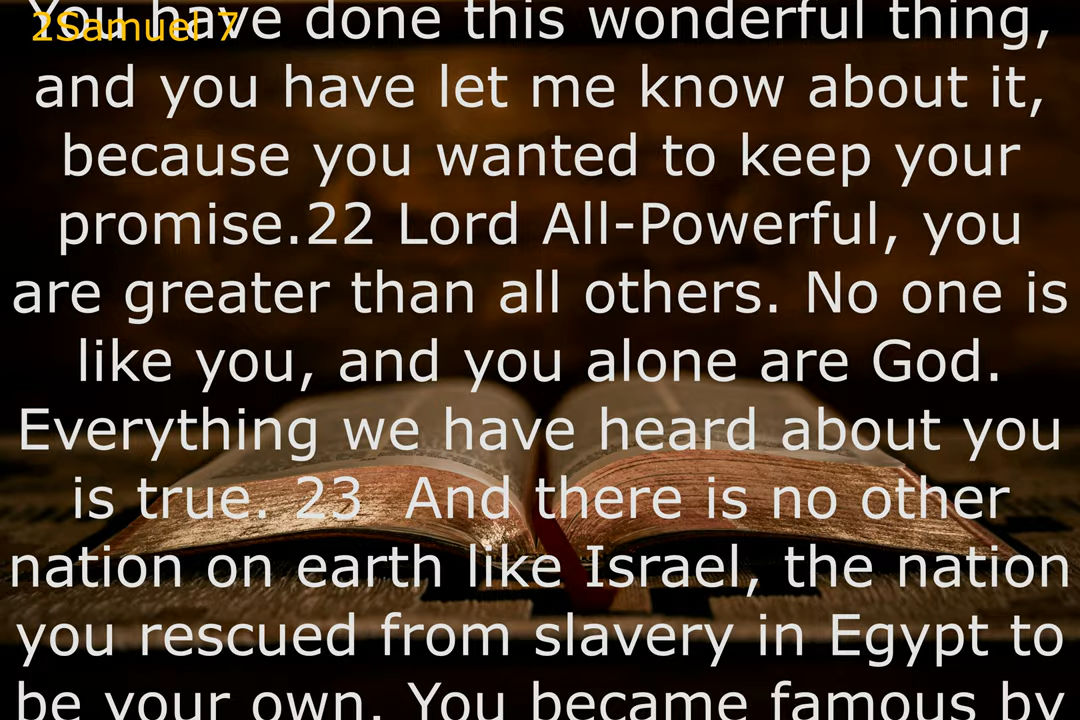 2Samuel 7
You have done this wonderful thing,
and you have let me know about it,
because you wanted to keep your
promise.22 Lord All-Powerful, you
are greater than all others. No one is
like you, and you alone are God.
Everything we have heard about you
is true. 23  And there is no other
nation on earth like Israel, the nation
you rescued from slavery in Egypt to
be your own. You became famous by